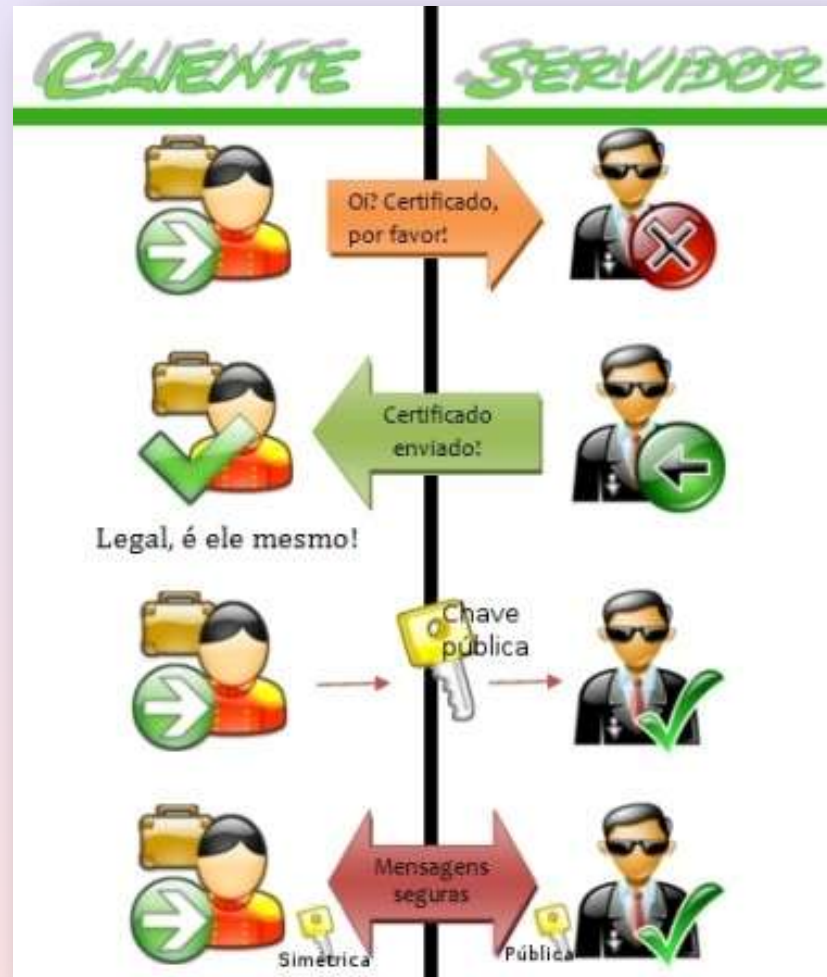 CLIENTE
SERVIDOR
Oi? Certificado,
por favor!
Certificado
enviado!
Legal, é ele mesmo!
Chave
pública
Mensagens
seguras
Simétrica
Pública